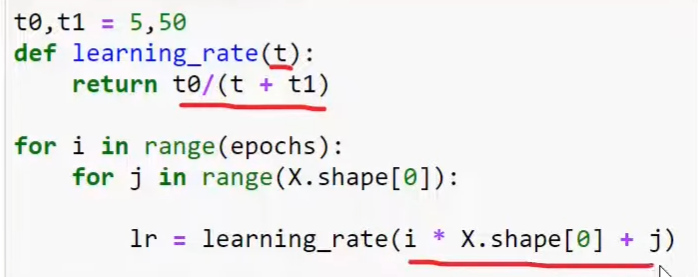 t0,t1 = 5,50
def learning_rate(t):
    return t0/(t + t1)
for i in range(epochs):
    for j in range(X.shape[0]):
        lr = learning_rate(i * X.shape[0] + j)